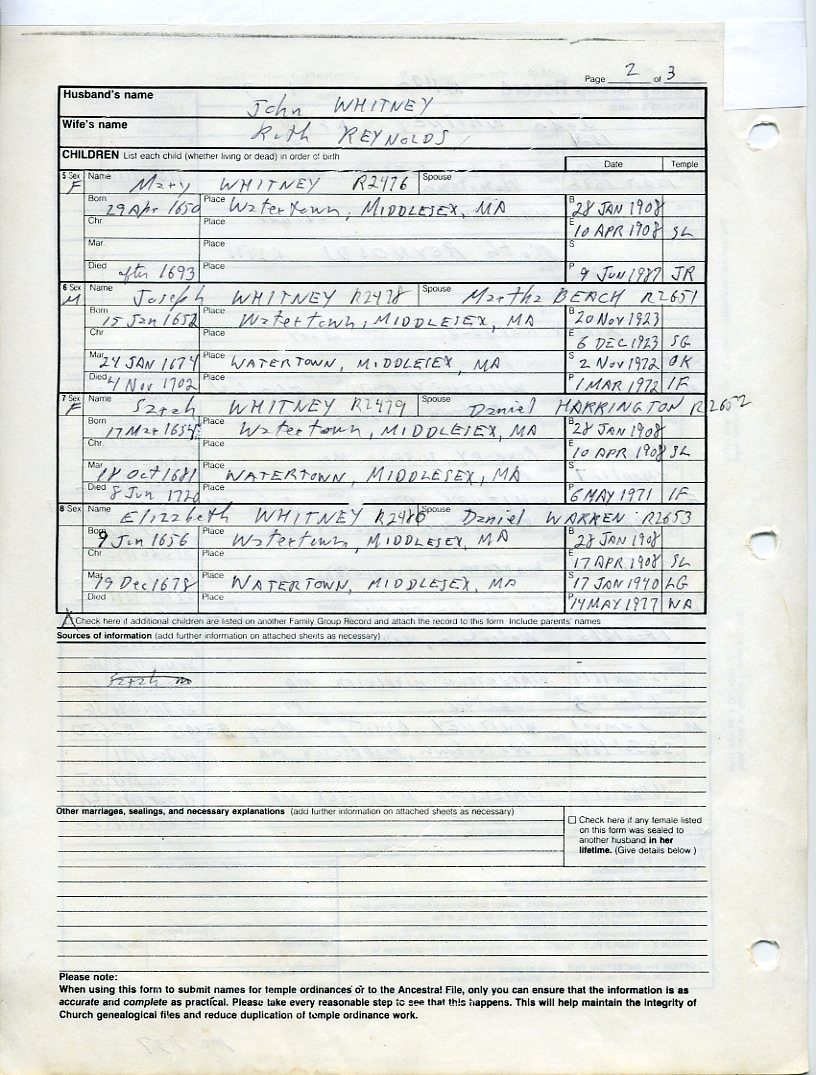 Page 2 of 3
Husband's name John WHITNEY
Wife's name Ruth REYNOLDS
CHILDREN List each child (whether living or dead) in order of birth Date Temple
5 Sex F Name Mary WHITNEY R2476 Spouse
Born 29 Apr 1650 Place Watertown, MIDDLESEX, MA B 28 JAN 1908
Chr. Place E 10 APR 1908 SL
Mar. Place S
Died after 1693 Place P 9 JUN 1987 JR
6 Sex M Name Joseph WHITNEY R2478 Spouse Martha BEACH R2651
Born 15 Jan 1652 Place Watertown, MIDDLESEX, MA B 20 NOV 1923
Chr. Place E 6 DEC 1923 SG
Mar. 24 JAN 1674 Place WATERTOWN, MIDDLESEX, MA S 2 NOV 1972 OK
Died 4 Nov 1702 Place P 1 MAR 1972 IF
7 Sex F Name Sarah WHITNEY R2479 Spouse Daniel HARRINGTON R2652
Born 17 Mar 1654 Place Watertown, MIDDLESEX, MA B 28 JAN 1908
Chr. Place E 10 APR 1908 SL
Mar. 18 Oct 1681 Place WATERTOWN, MIDDLESEX, MA S
Died 8 Jun 1720 Place P 6 MAY 1971 IF
8 Sex Name Elizabeth WHITNEY R2480 Spouse Daniel WARREN R2653
Born 9 Jun 1656 Place Watertown, MIDDLESEX, MA B 28 JAN 1908
Chr. Place E 17 APR 1908 SL
Mar. 19 Dec 1678 Place WATERTOWN, MIDDLESEX, MA S 17 JAN 1940 LG
Died Place P 14 MAY 1977 WA
X Check here if additional children are listed on another Family Group Record and attach the record to this form. Include parents' names
Sources of information (add further information on attached sheets as necessary)
Sarah
Other marriages, sealings, and necessary explanations (add further information on attached sheets as necessary)
Check here if any female listed
on this form was sealed to
another husband in her
lifetime. (Give details below.)
Please note:
When using this form to submit names for temple ordinances or to the Ancestral File, only you can ensure that the information is as
accurate and complete as practical. Please take every reasonable step to see that this happens. This will help maintain the integrity of
Church genealogical files and reduce duplication of temple ordinance work.